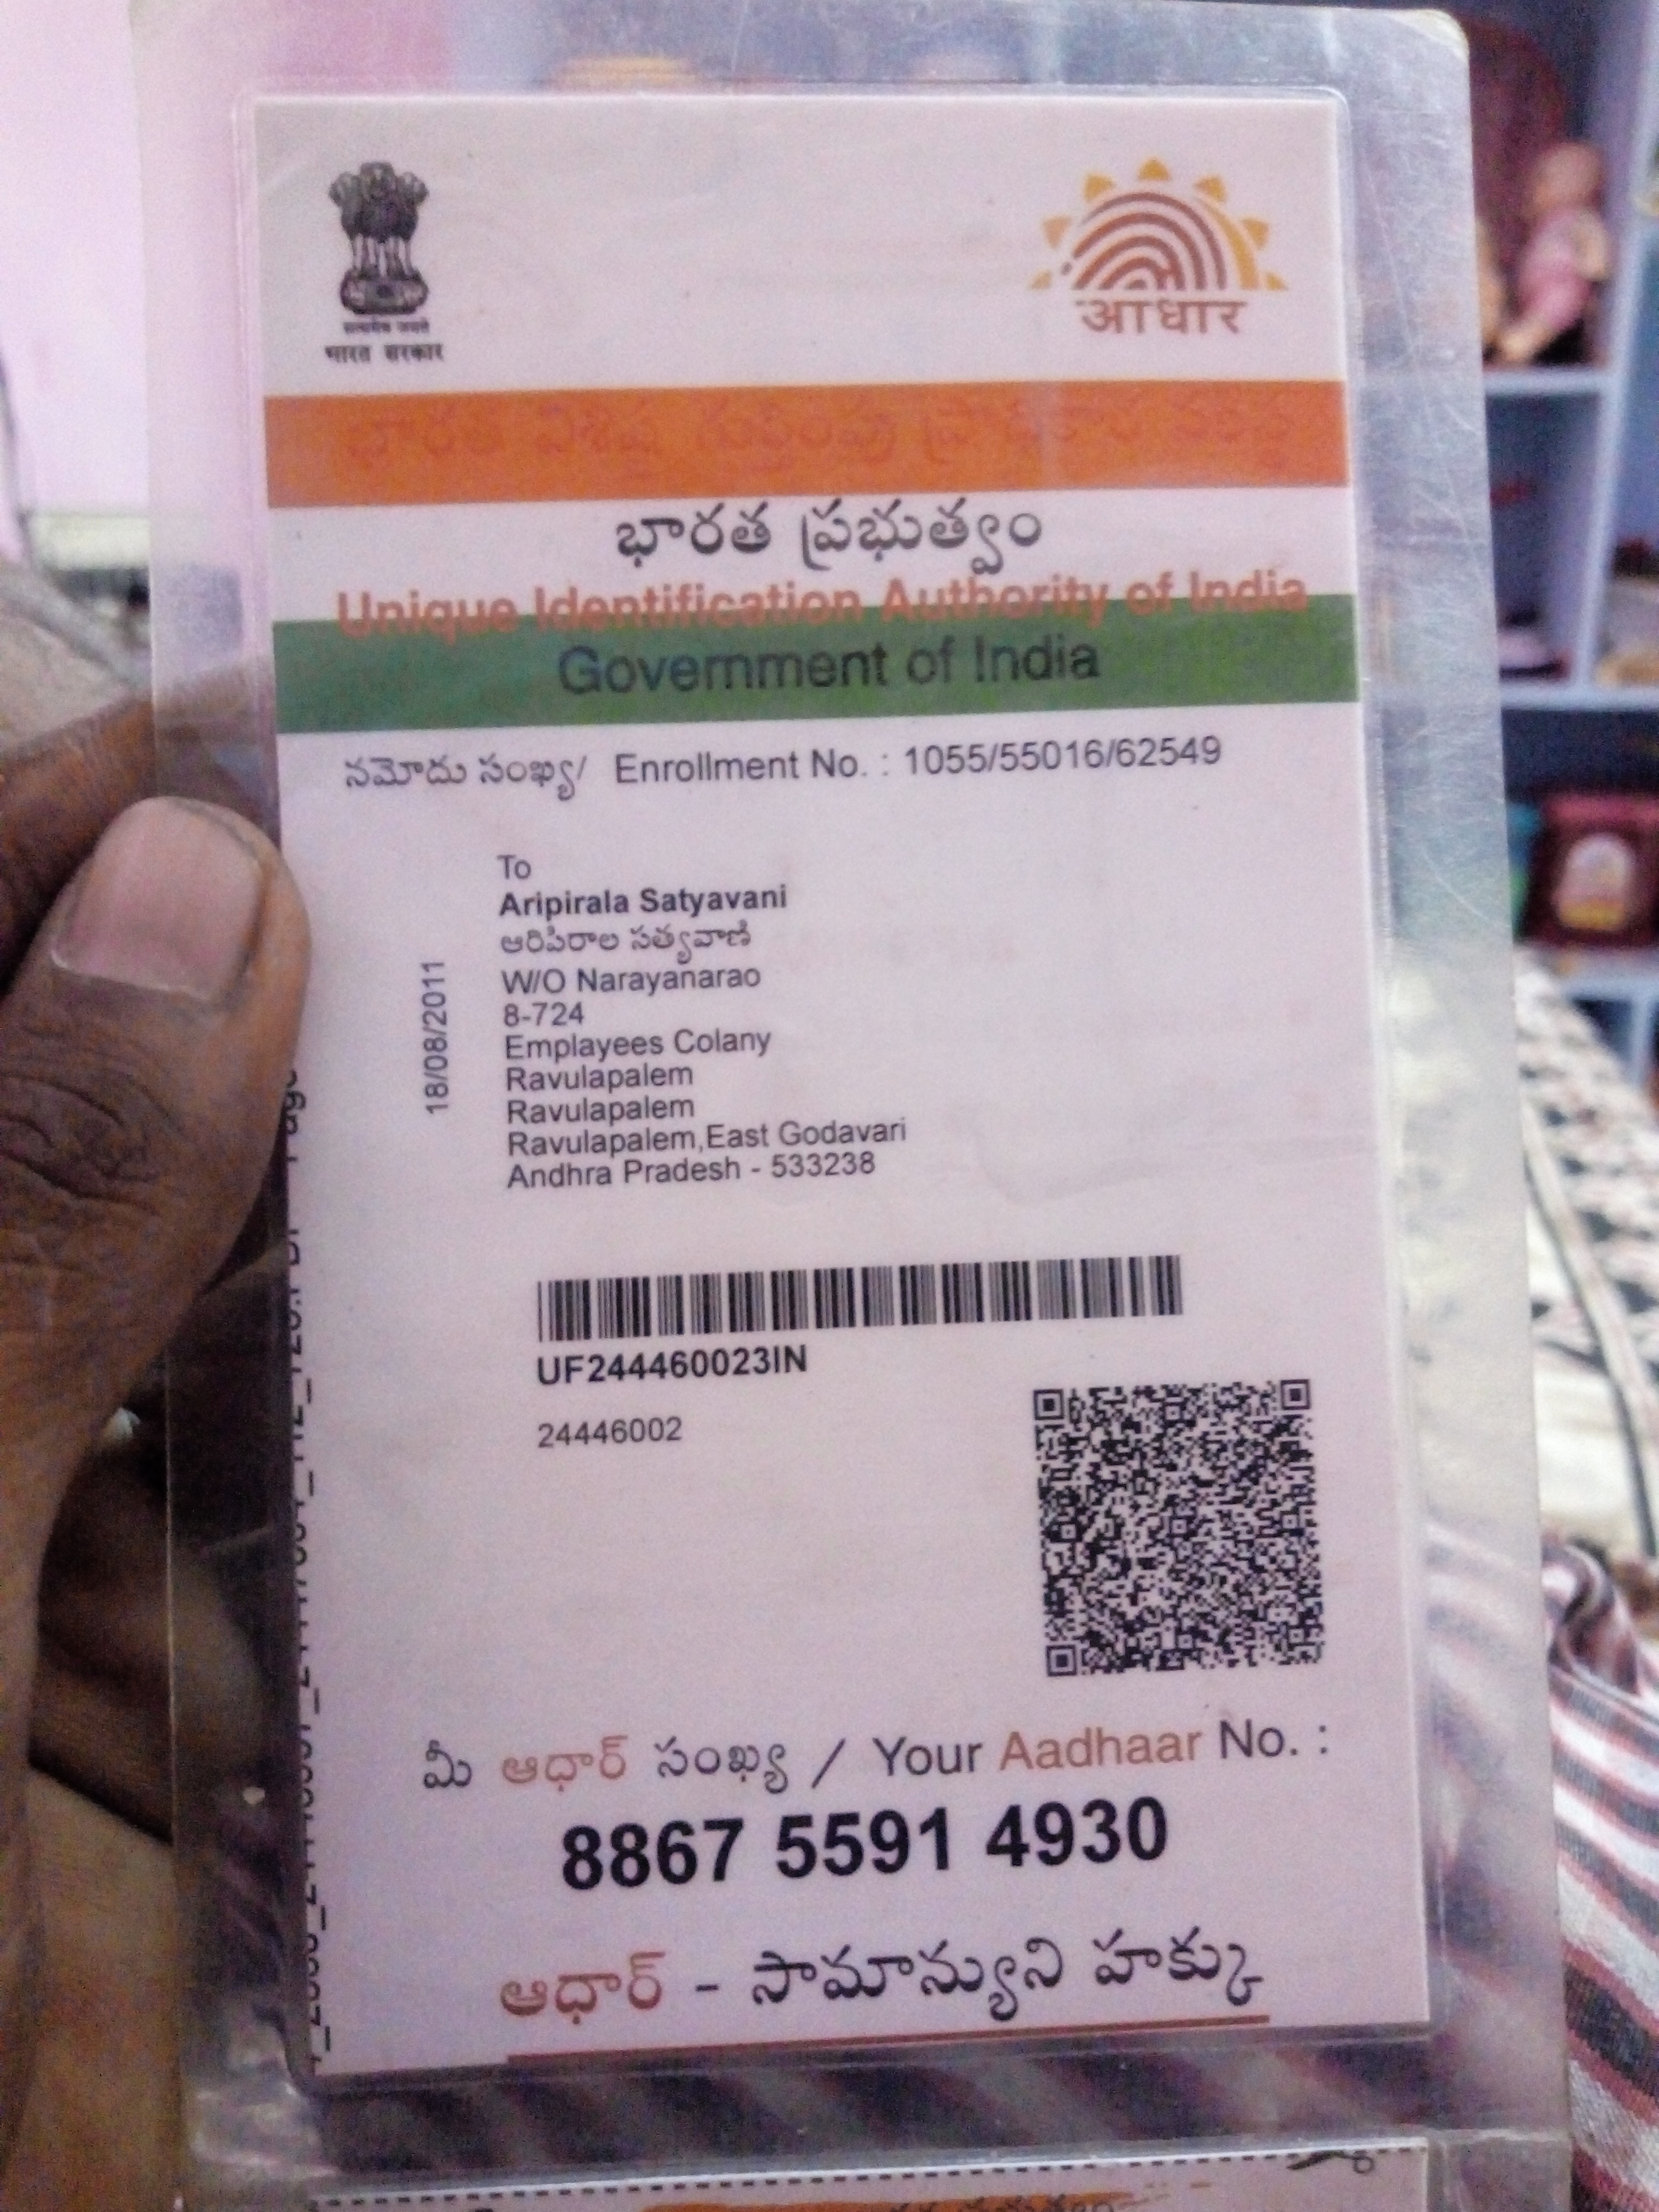 सत्यमेव जयते
भारत सरकार
आधार
భారత ప్రభుత్వం
Unique Identification Authority of India
Government of India
నమోదు సంఖ్య/ Enrollment No. : 1055/55016/62549
To
Aripirala Satyavani
ఆరిపిరాల సత్యవాణి
W/O Narayanarao
8-724
Emplayees Colany
Ravulapalem
Ravulapalem
Ravulapalem,East Godavari
Andhra Pradesh - 533238
18/08/2011
UF244460023IN
24446002
మీ ఆధార్ సంఖ్య / Your Aadhaar No. :
8867 5591 4930
ఆధార్ - సామాన్యుని హక్కు